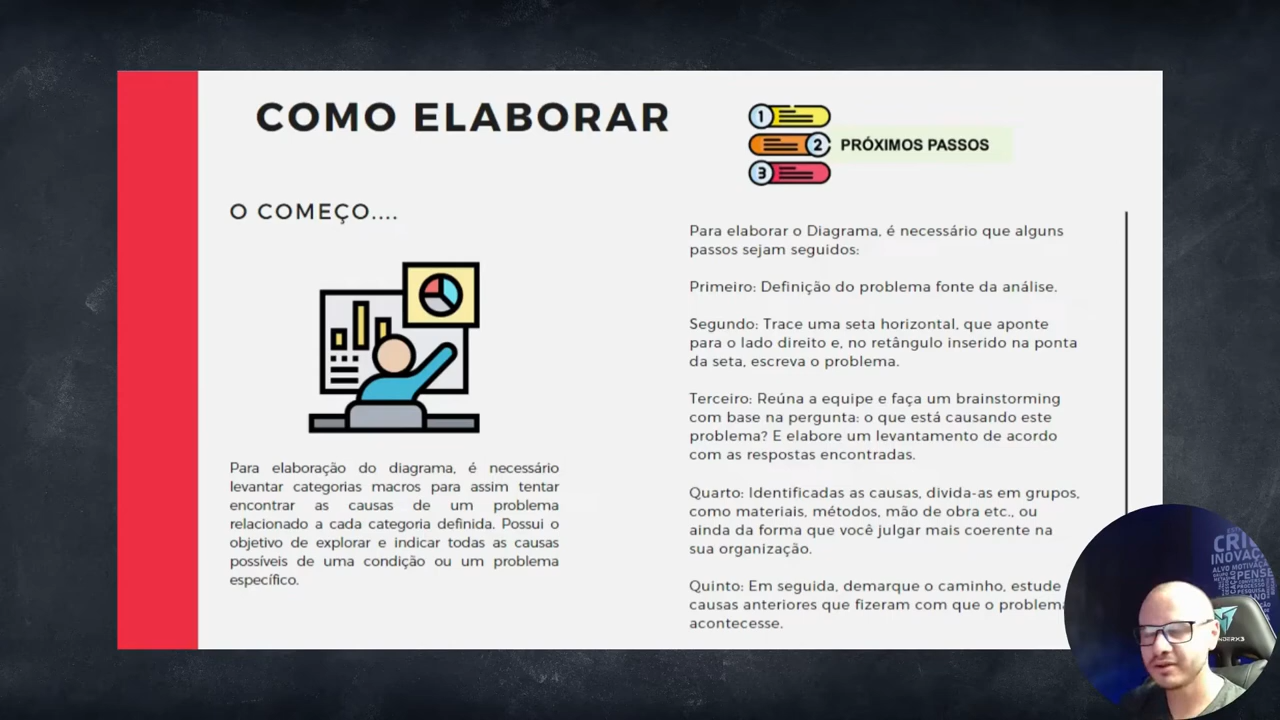 COMO ELABORAR
1
2
3
PRÓXIMOS PASSOS
O COMEÇO....
Para elaboração do diagrama, é necessário
levantar categorias macros para assim tentar
encontrar as causas de um problema
relacionado a cada categoria definida. Possui o
objetivo de explorar e indicar todas as causas
possíveis de uma condição ou um problema
específico.
Para elaborar o Diagrama, é necessário que alguns
passos sejam seguidos:
Primeiro: Definição do problema fonte da análise.
Segundo: Trace uma seta horizontal, que aponte
para o lado direito e, no retângulo inserido na ponta
da seta, escreva o problema.
Terceiro: Reúna a equipe e faça um brainstorming
com base na pergunta: o que está causando este
problema? E elabore um levantamento de acordo
com as respostas encontradas.
Quarto: Identificadas as causas, divida-as em grupos,
como materiais, métodos, mão de obra etc., ou
ainda da forma que você julgar mais coerente na
sua organização.
Quinto: Em seguida, demarque o caminho, estude
causas anteriores que fizeram com que o problema
acontecesse.
INOVAÇ
ALVO MOTIVAÇ
PENSE